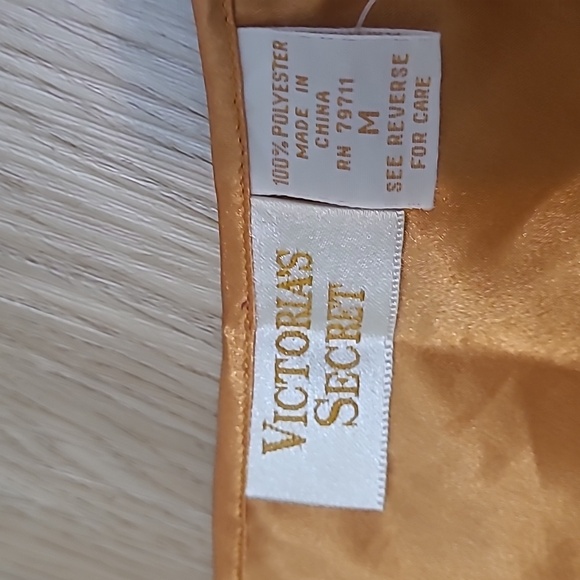 100% POLYESTER
MADE IN
CHINA
RN 79711
M
SEE REVERSE
FOR CARE
VICTORIA'S
SECRET